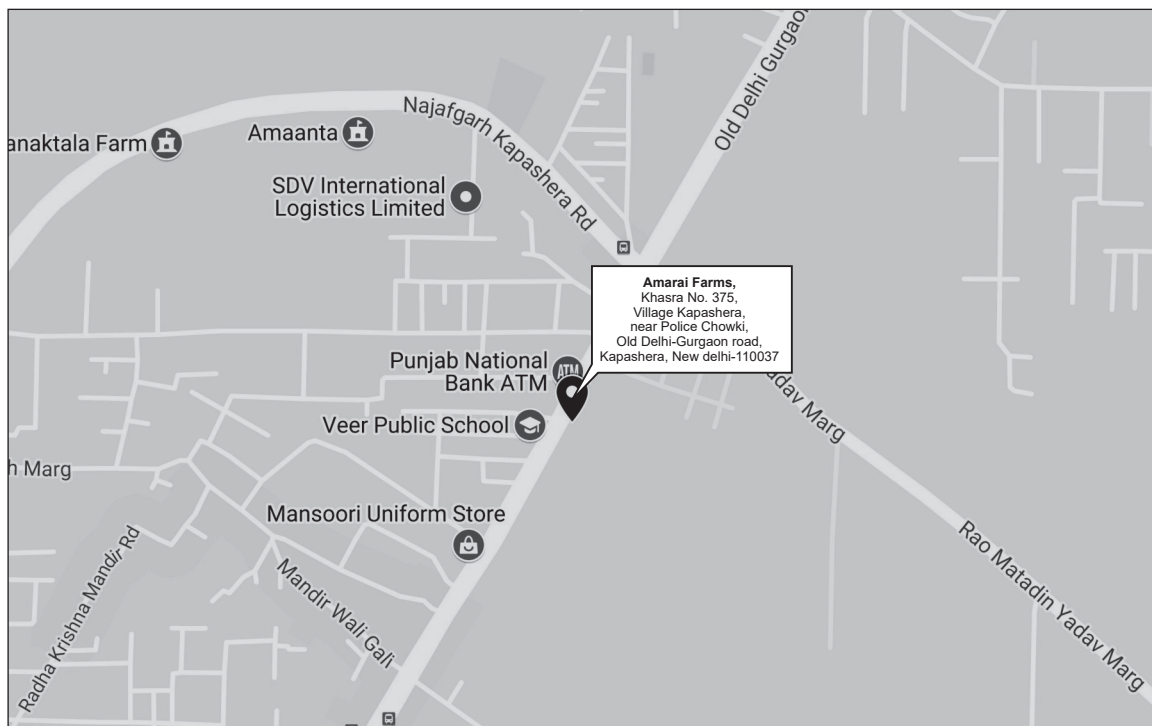 Old Delhi Gurgaon
Najafgarh Kapashera Rd
Amaanta
anaktala Farm
SDV International
Logistics Limited
Amarai Farms,
Khasra No. 375,
Village Kapashera,
near Police Chowki,
Old Delhi-Gurgaon road,
Kapashera, New delhi-110037
Punjab National
Bank ATM
ATM
Veer Public School
adav Marg
h Marg
Mansoori Uniform Store
Rao Matadin Yadav Marg
Radha Krishna Mandir Rd
Mandir Wali Gali